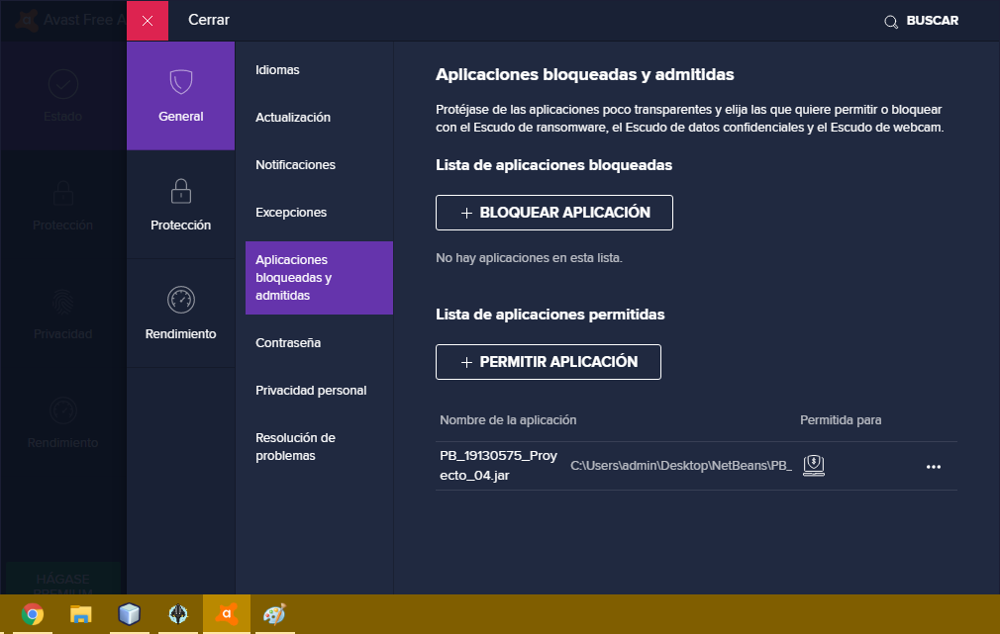 Avast Free A
Cerrar
BUSCAR
Estado
Protección
Privacidad
Rendimiento
HÁGASE
PREMIUM
General
Protección
Rendimiento
Idiomas
Actualización
Notificaciones
Excepciones
Aplicaciones
bloqueadas y
admitidas
Contraseña
Privacidad personal
Resolución de
problemas
Aplicaciones bloqueadas y admitidas
Protéjase de las aplicaciones poco transparentes y elija las que quiere permitir o bloquear
con el Escudo de ransomware, el Escudo de datos confidenciales y el Escudo de webcam.
Lista de aplicaciones bloqueadas
+ BLOQUEAR APLICACIÓN
No hay aplicaciones en esta lista.
Lista de aplicaciones permitidas
+ PERMITIR APLICACIÓN
Nombre de la aplicación Permitida para
PB_19130575_Proy
ecto_04.jar
C:\Users\admin\Desktop\NetBeans\PB_